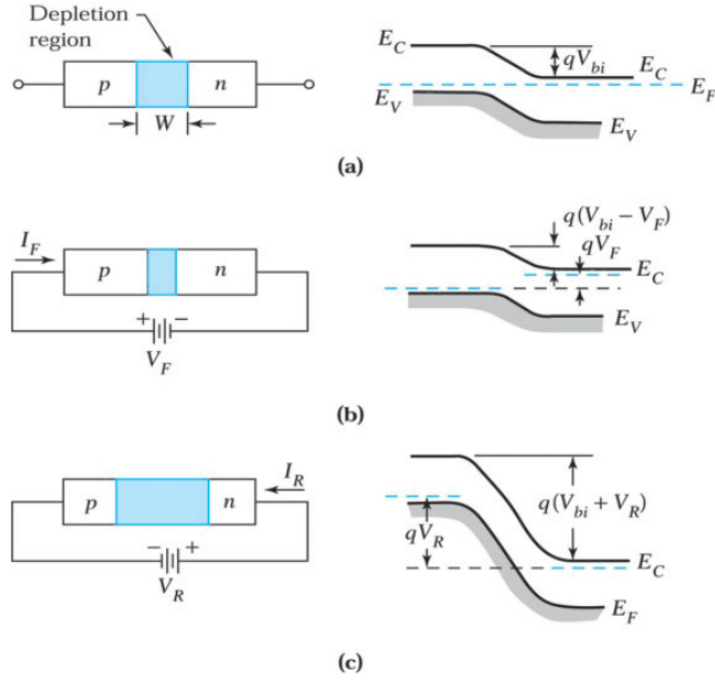 Depletion
region
p
n
W
E_C
qV_bi
E_C
E_F
E_V
E_V
(a)
I_F
p
n
+
−
V_F
q(V_bi − V_F)
qV_F
E_C
E_V
(b)
I_R
p
n
−
+
V_R
q(V_bi + V_R)
qV_R
E_C
E_F
(c)